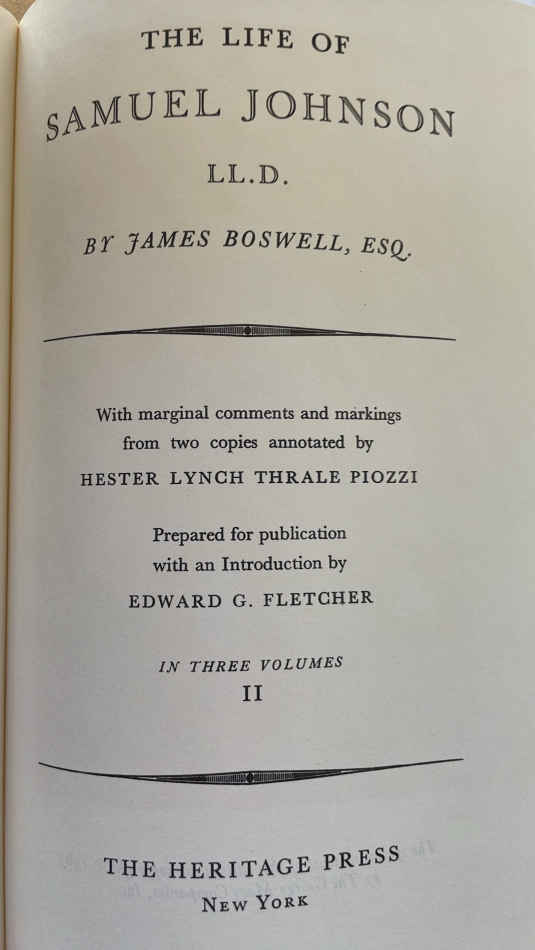 THE LIFE OF
SAMUEL JOHNSON
LL.D.
BY JAMES BOSWELL, ESQ.
With marginal comments and markings
from two copies annotated by
HESTER LYNCH THRALE PIOZZI
Prepared for publication
with an Introduction by
EDWARD G. FLETCHER
IN THREE VOLUMES
II
THE HERITAGE PRESS
NEW YORK